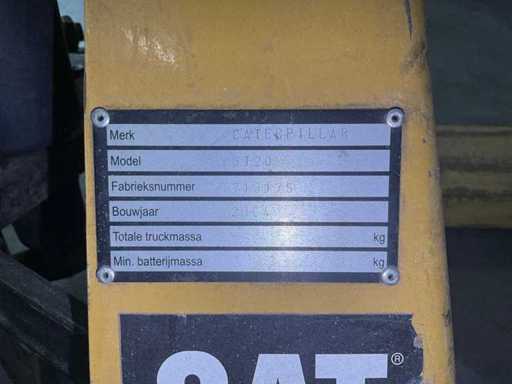 Merk CATERPILLAR
Model
Fabrieksnummer
Bouwjaar
Totale truckmassa kg
Min. batterijmassa kg
CAT ®